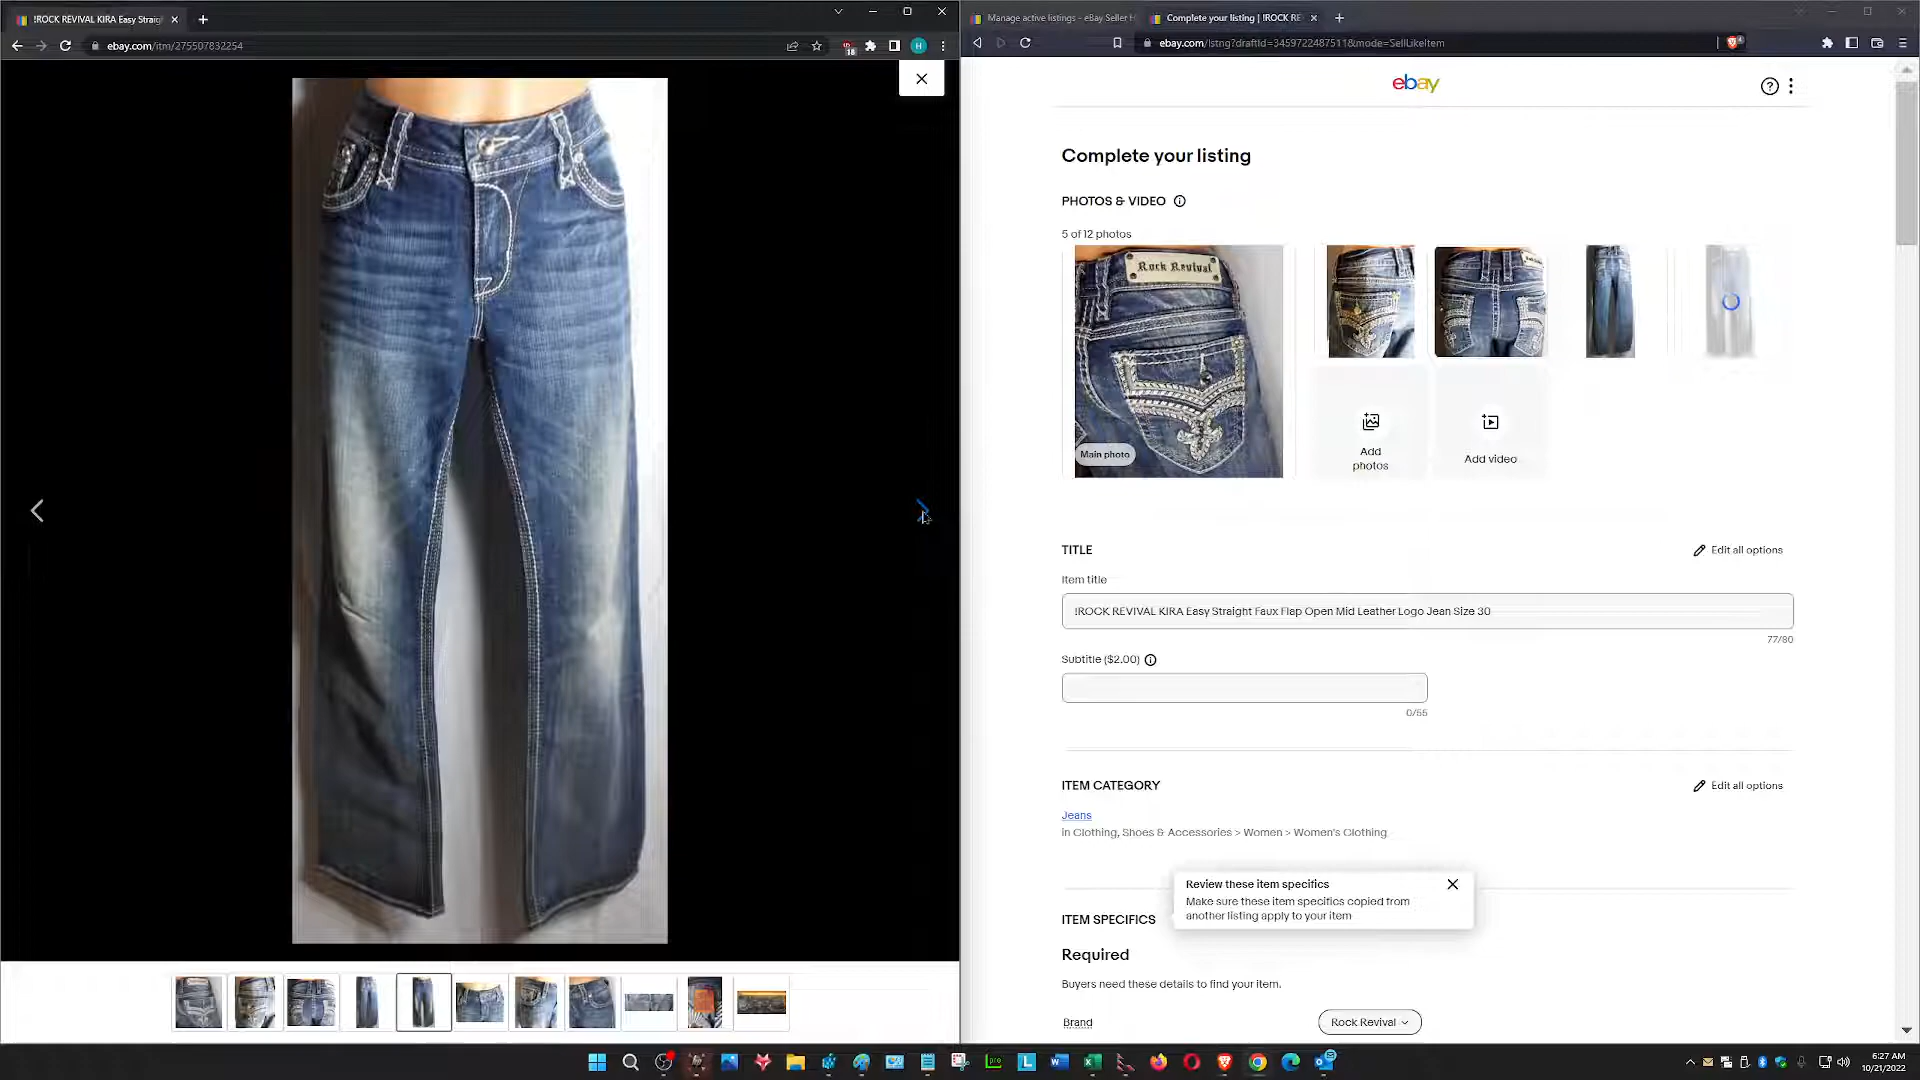 !ROCK REVIVAL KIRA Easy Straig
ebay.com/itm/275507832254
18
H
Manage active listings - eBay Seller H
Complete your listing | !ROCK RE
ebay.com/lstng?draftId=3459722487511&mode=SellLikeItem
ebay
Complete your listing
PHOTOS & VIDEO
5 of 12 photos
Rock Revival
Main photo
Add
photos
Add video
TITLE
Edit all options
Item title
!ROCK REVIVAL KIRA Easy Straight Faux Flap Open Mid Leather Logo Jean Size 30
77/80
Subtitle ($2.00)
0/55
ITEM CATEGORY
Edit all options
Jeans
in Clothing, Shoes & Accessories > Women > Women's Clothing
Review these item specifics
Make sure these item specifics copied from
another listing apply to your item
ITEM SPECIFICS
Required
Buyers need these details to find your item.
Brand
Rock Revival
6:27 AM
10/21/2022